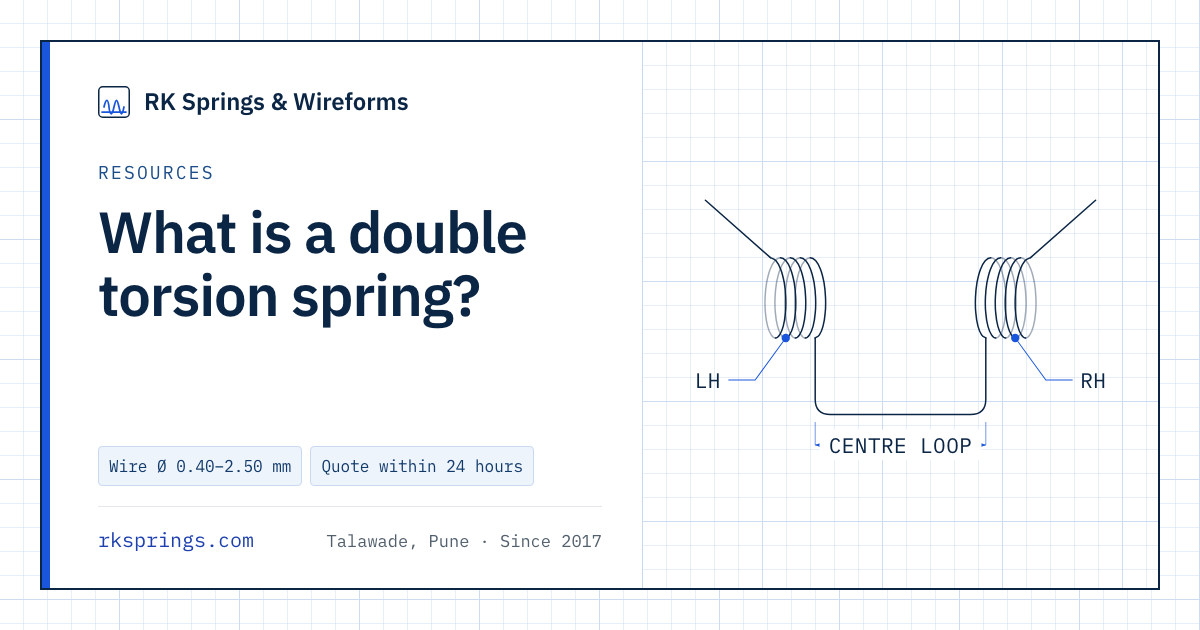 RK Springs & Wireforms
RESOURCES
What is a double
torsion spring?
Wire Ø 0.40–2.50 mm
Quote within 24 hours
rksprings.com
Talawade, Pune · Since 2017
LH
RH
CENTRE LOOP